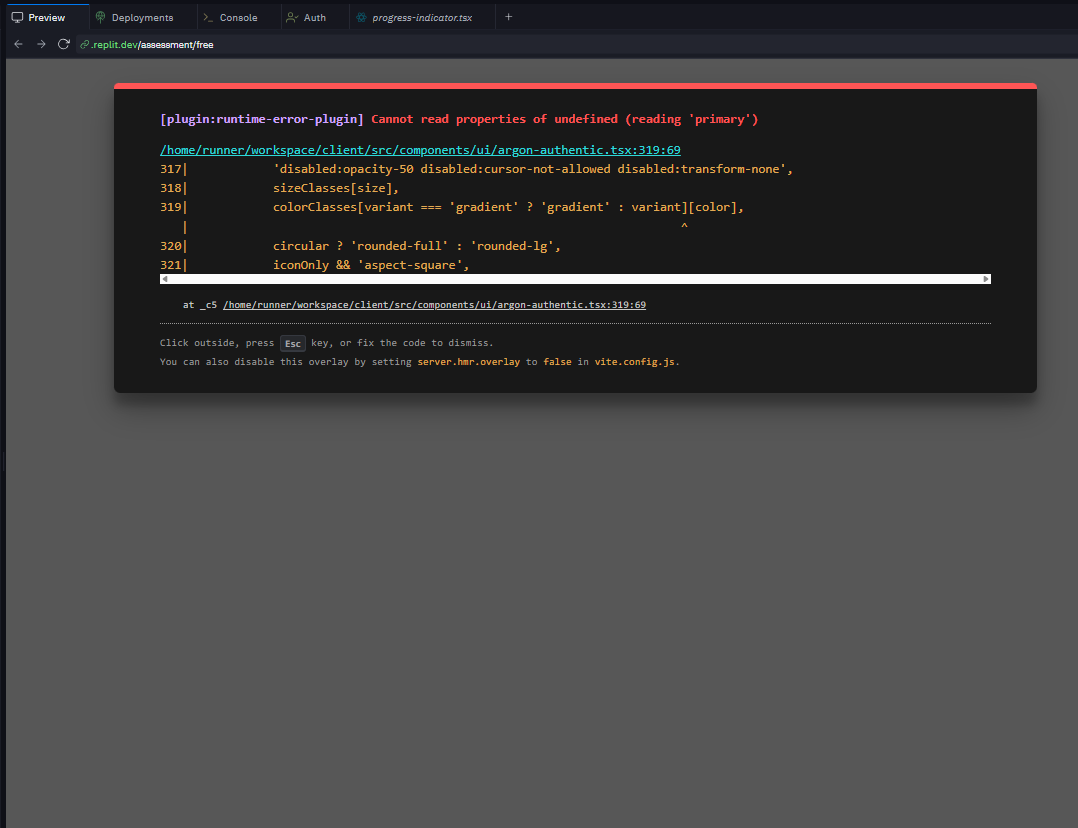 Preview Deployments Console Auth progress-indicator.tsx +
.replit.dev/assessment/free
[plugin:runtime-error-plugin] Cannot read properties of undefined (reading 'primary')
/home/runner/workspace/client/src/components/ui/argon-authentic.tsx:319:69
317| 'disabled:opacity-50 disabled:cursor-not-allowed disabled:transform-none',
318| sizeClasses[size],
319| colorClasses[variant === 'gradient' ? 'gradient' : variant][color],
| ^
320| circular ? 'rounded-full' : 'rounded-lg',
321| iconOnly && 'aspect-square',
at _c5 /home/runner/workspace/client/src/components/ui/argon-authentic.tsx:319:69
Click outside, press Esc key, or fix the code to dismiss.
You can also disable this overlay by setting server.hmr.overlay to false in vite.config.js.